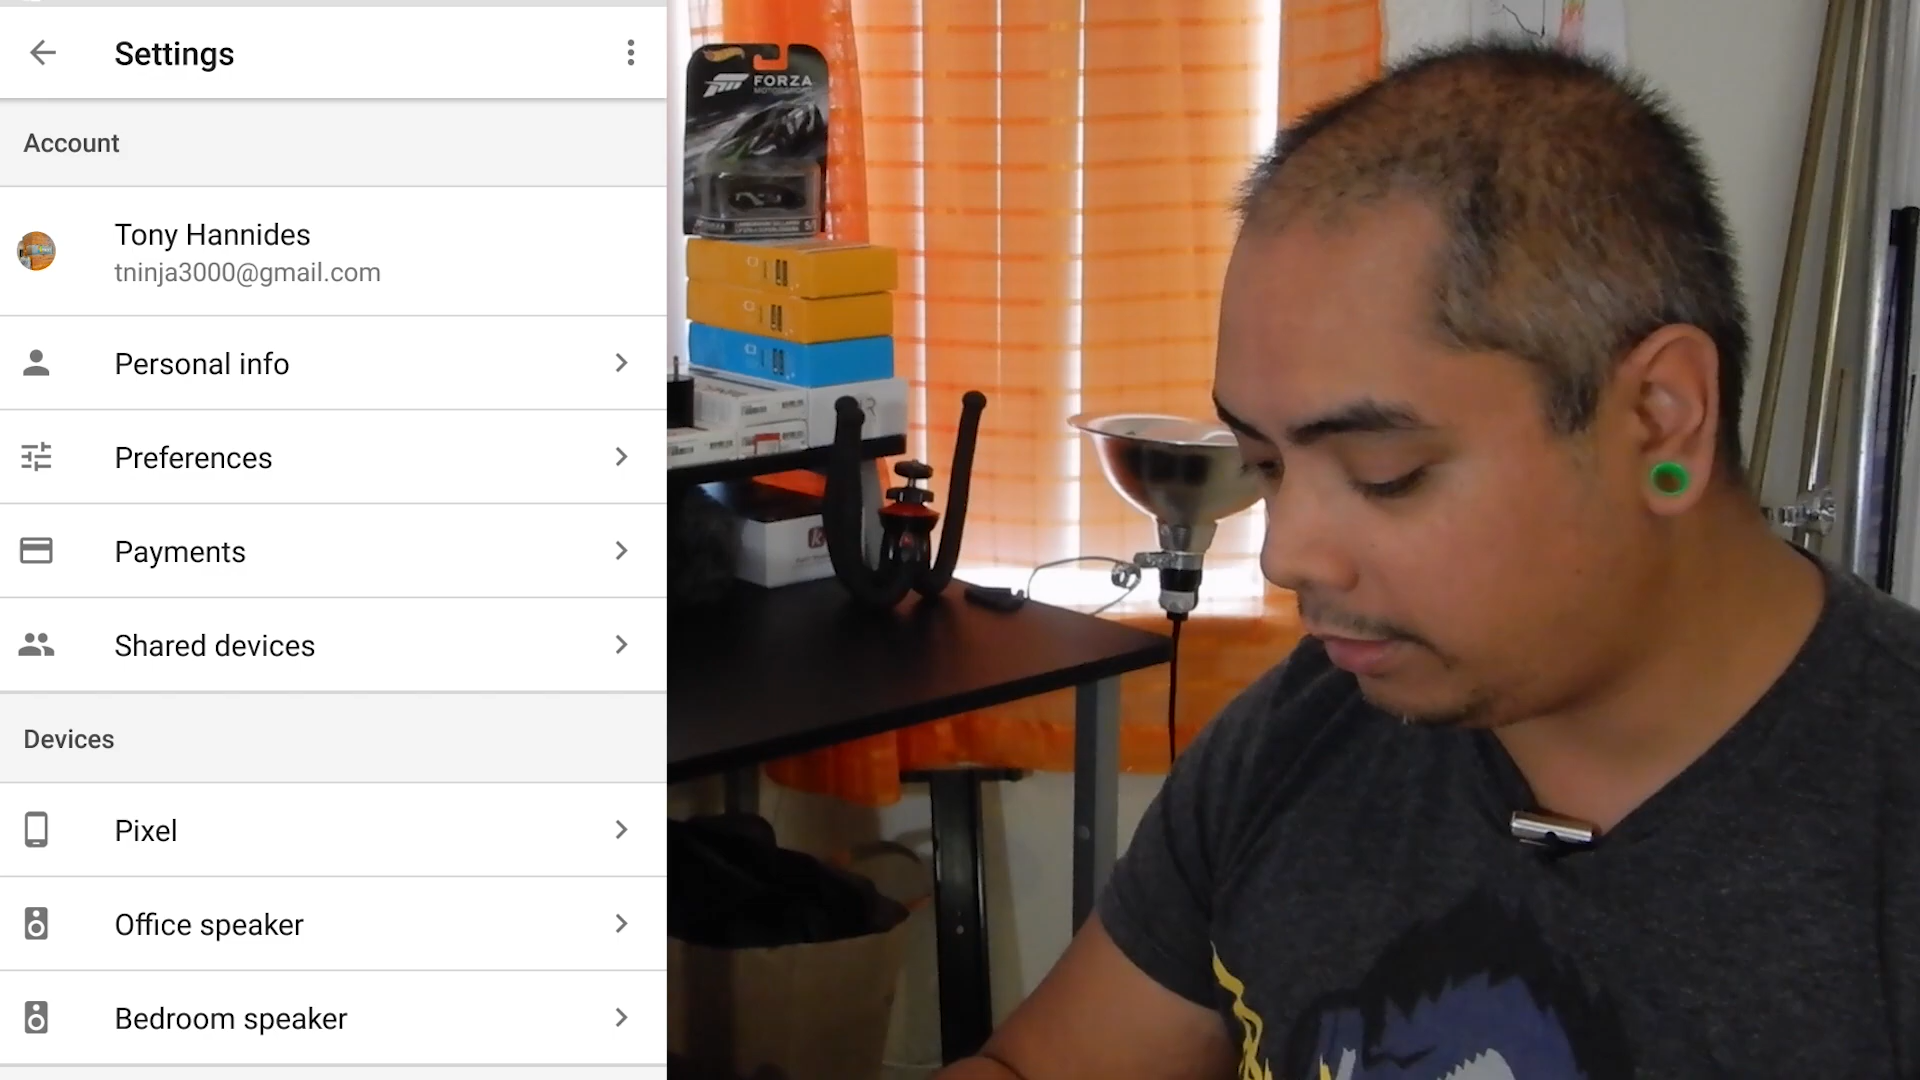 Settings
Account
Tony Hannides
tninja3000@gmail.com
Personal info
Preferences
Payments
Shared devices
Devices
Pixel
Office speaker
Bedroom speaker
FORZA
MOTORSPORT